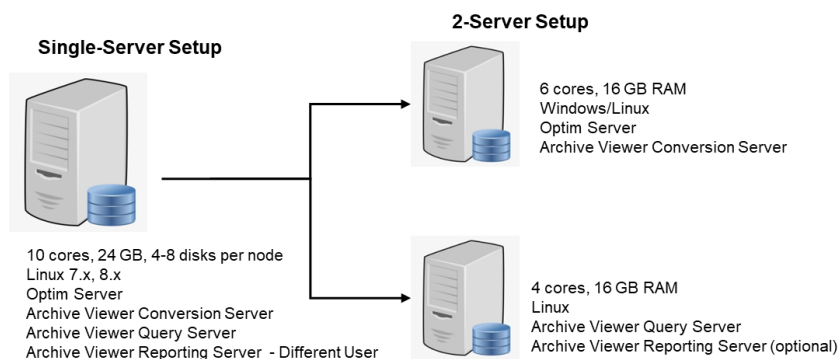 Single-Server Setup
10 cores, 24 GB, 4-8 disks per node
Linux 7.x, 8.x
Optim Server
Archive Viewer Conversion Server
Archive Viewer Query Server
Archive Viewer Reporting Server - Different User
2-Server Setup
6 cores, 16 GB RAM
Windows/Linux
Optim Server
Archive Viewer Conversion Server
4 cores, 16 GB RAM
Linux
Archive Viewer Query Server
Archive Viewer Reporting Server (optional)